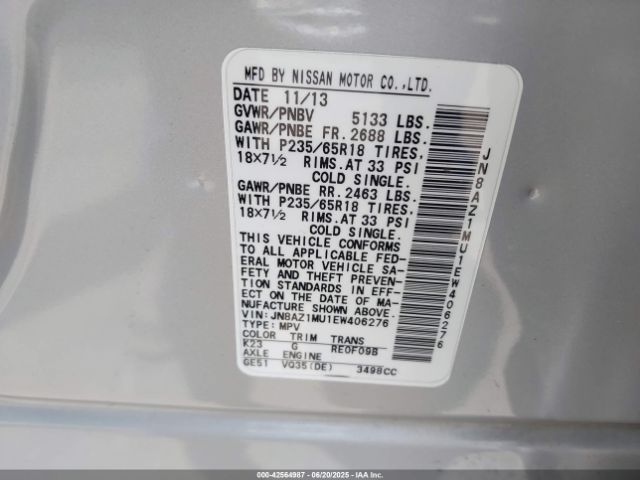 MFD BY NISSAN MOTOR CO.,LTD.
DATE 11/13
GVWR/PNBV 5133 LBS.
GAWR/PNBE FR. 2688 LBS.
WITH P235/65R18 TIRES,
18X7½ RIMS.AT 33 PSI
COLD SINGLE.
GAWR/PNBE RR. 2463 LBS.
WITH P235/65R18 TIRES,
18X7½ RIMS.AT 33 PSI
COLD SINGLE.
THIS VEHICLE CONFORMS
TO ALL APPLICABLE FED-
ERAL MOTOR VEHICLE SA-
FETY AND THEFT PREVEN-
TION STANDARDS IN EFF-
ECT ON THE DATE OF MA-
NUFACTURE SHOWN ABOVE.
VIN: JN8AZ1MU1EW406276
TYPE: MPV
COLOR TRIM TRANS
K23 G RE0F09B
AXLE ENGINE
GE51 VQ35(DE) 3498CC
JN8AZ1MU1EW406276
000-42564987 - 06/20/2025 - COPYRIGHT IAA, LLC